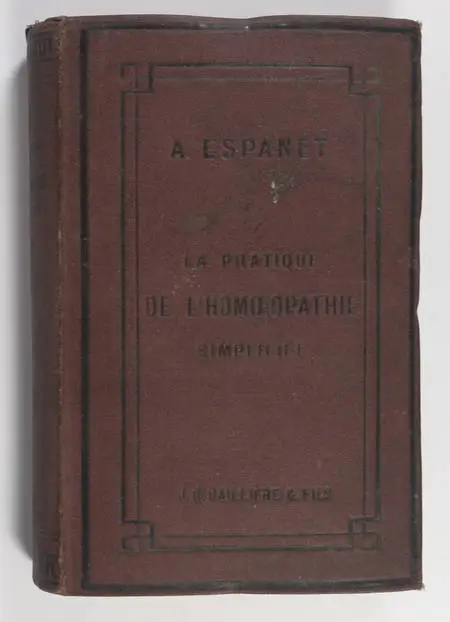 A. ESPANET
LA PRATIQUE
DE L'HOMŒOPATHIE
SIMPLIFIÉE
J. B. BAILLIÈRE & FILS